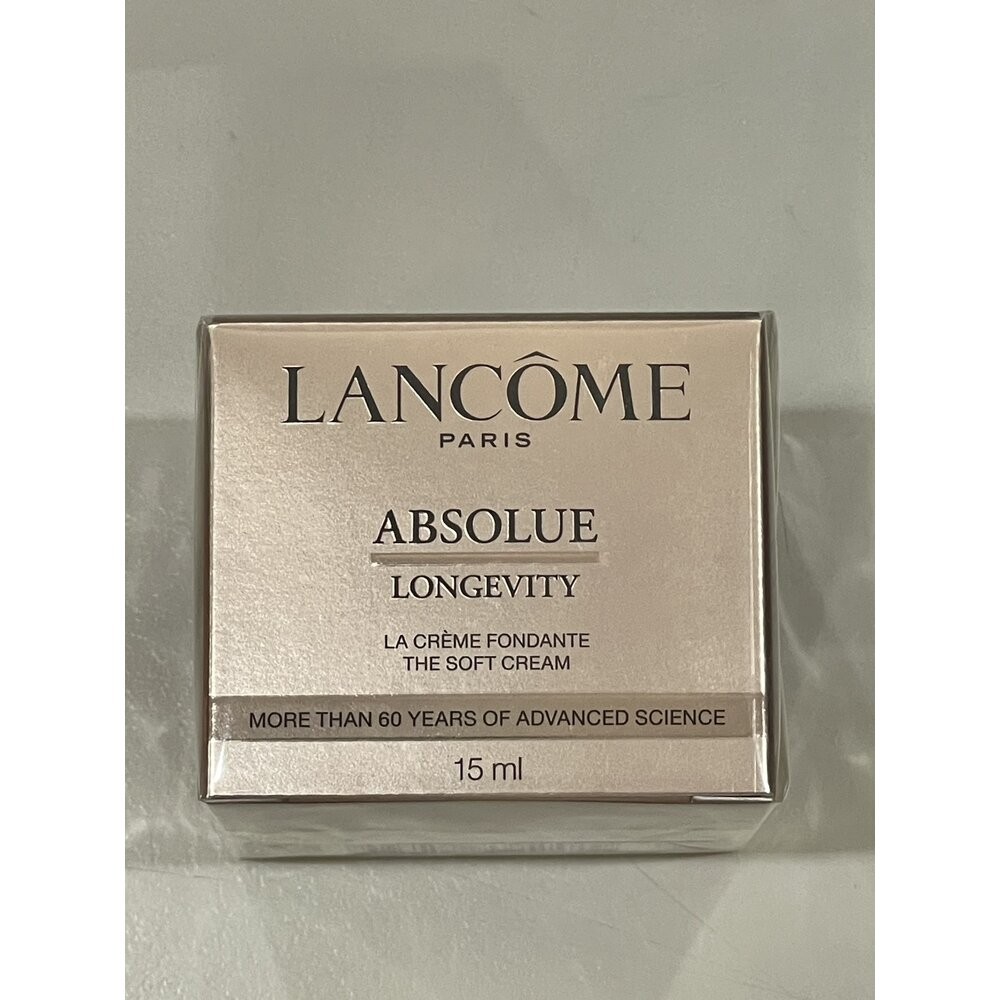 LANCÔME
PARIS
ABSOLUE
LONGEVITY
LA CRÈME FONDANTE
THE SOFT CREAM
MORE THAN 60 YEARS OF ADVANCED SCIENCE
15 ml